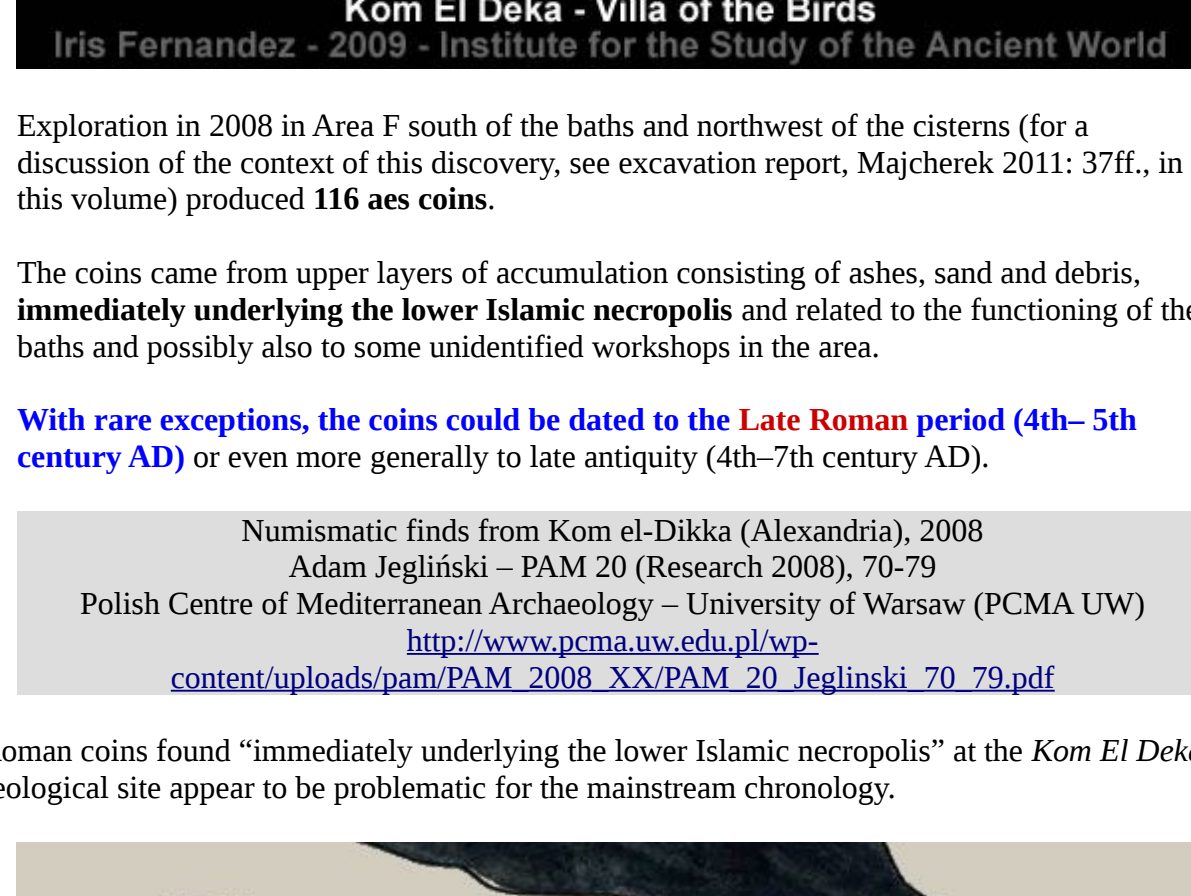 Kom El Deka - Villa of the Birds
Iris Fernandez - 2009 - Institute for the Study of the Ancient World
Exploration in 2008 in Area F south of the baths and northwest of the cisterns (for a
discussion of the context of this discovery, see excavation report, Majcherek 2011: 37ff., in
this volume) produced 116 aes coins.
The coins came from upper layers of accumulation consisting of ashes, sand and debris,
immediately underlying the lower Islamic necropolis and related to the functioning of the
baths and possibly also to some unidentified workshops in the area.
With rare exceptions, the coins could be dated to the Late Roman period (4th– 5th
century AD) or even more generally to late antiquity (4th–7th century AD).
Numismatic finds from Kom el-Dikka (Alexandria), 2008
Adam Jegliński – PAM 20 (Research 2008), 70-79
Polish Centre of Mediterranean Archaeology – University of Warsaw (PCMA UW)
http://www.pcma.uw.edu.pl/wp-
content/uploads/pam/PAM_2008_XX/PAM_20_Jeglinski_70_79.pdf
oman coins found “immediately underlying the lower Islamic necropolis” at the Kom El Deka
eological site appear to be problematic for the mainstream chronology.